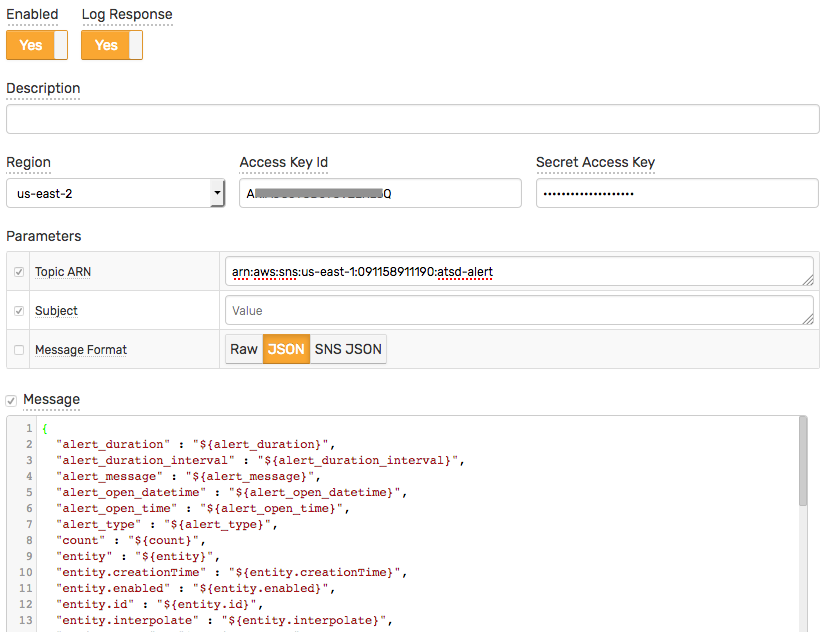 Enabled Log Response
Yes Yes
Description
Region Access Key Id Secret Access Key
us-east-2 ••••••••••••••••••••
Parameters
Topic ARN arn:aws:sns:us-east-1:091158911190:atsd-alert
Subject Value
Message Format Raw JSON SNS JSON
Message
1 {
2 "alert_duration" : "${alert_duration}",
3 "alert_duration_interval" : "${alert_duration_interval}",
4 "alert_message" : "${alert_message}",
5 "alert_open_datetime" : "${alert_open_datetime}",
6 "alert_open_time" : "${alert_open_time}",
7 "alert_type" : "${alert_type}",
8 "count" : "${count}",
9 "entity" : "${entity}",
10 "entity.creationTime" : "${entity.creationTime}",
11 "entity.enabled" : "${entity.enabled}",
12 "entity.id" : "${entity.id}",
13 "entity.interpolate" : "${entity.interpolate}",